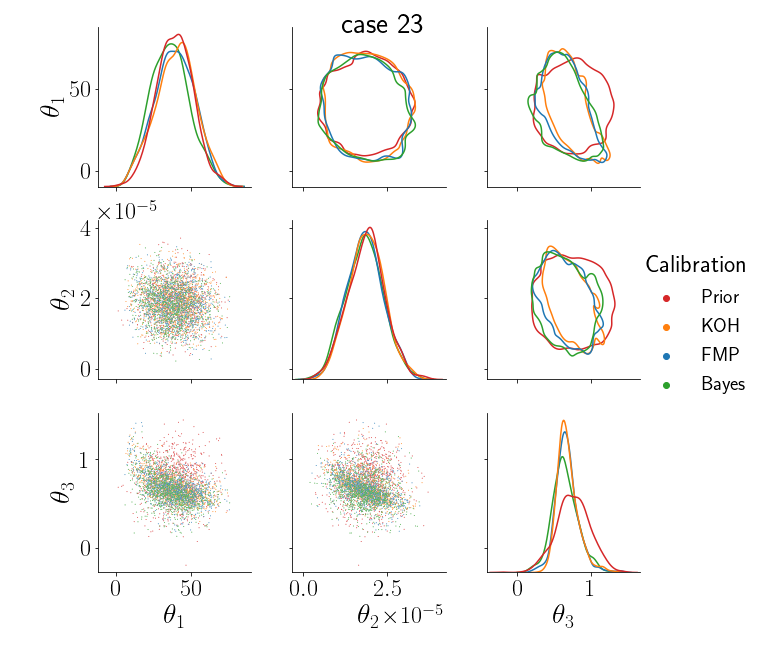 case 23
θ1
50
0
×10−5
4
θ2
2
0
Calibration
Prior
KOH
FMP
Bayes
θ3
1
0
0 50 0.0 2.5 0 1
θ1 θ2×10−5 θ3